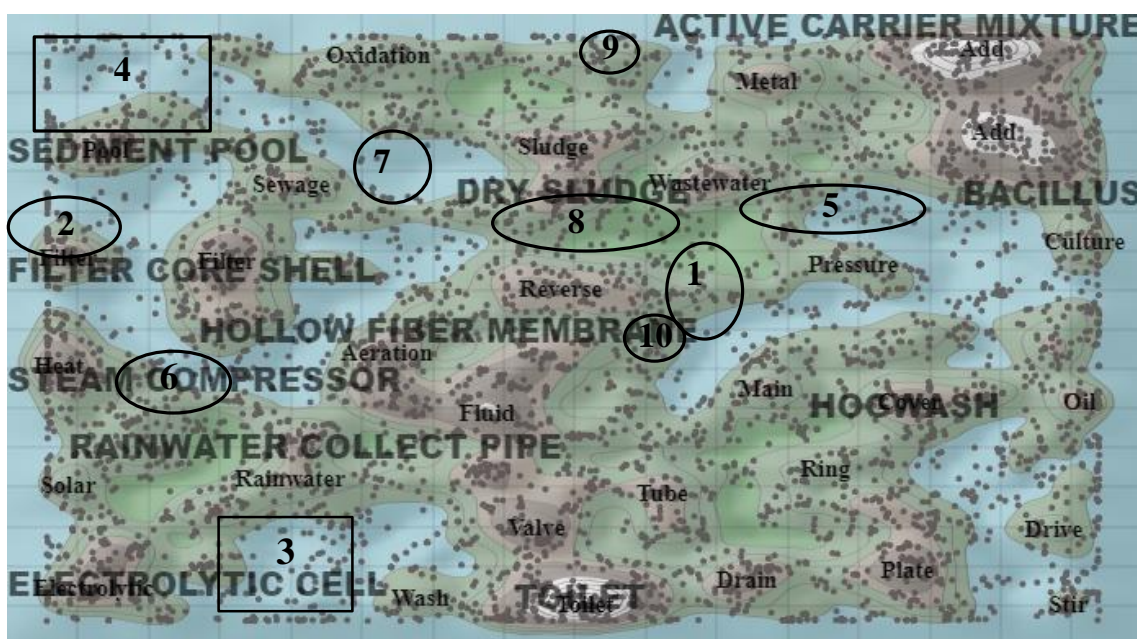 ACTIVE CARRIER MIXTURE
9
Oxidation
Add
4
Metal
Add
SEDIMENT POOL
Pool
Sludge
7
Sewage
DRY SLUDGE
Wastewater
BACILLUS
5
2
8
Culture
Filter
Filter
FILTER CORE SHELL
1
Pressure
Reverse
HOLLOW FIBER MEMBRANE
10
Aeration
Heat
6
STEAM COMPRESSOR
Main
Fluid
HOGWASH
Cover
Oil
RAINWATER COLLECT PIPE
Ring
Solar
Rainwater
Tube
Valve
Drive
3
ELECTROLYTIC CELL
Electrolytic
Wash
TOILET
Toilet
Drain
Plate
Stir